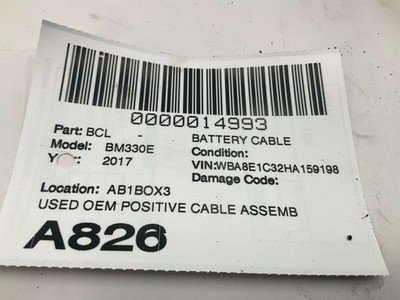 0000014993
Part: BCL - BATTERY CABLE
Model: BM330E Condition:
Year: 2017 VIN:WBA8E1C32HA159198
Damage Code:
Location: AB1BOX3
USED OEM POSITIVE CABLE ASSEMB
A826